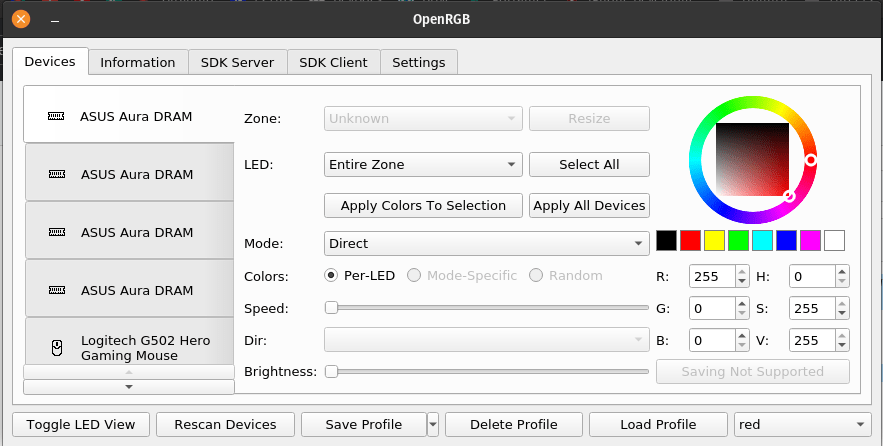 OpenRGB
Devices
Information
SDK Server
SDK Client
Settings
ASUS Aura DRAM
ASUS Aura DRAM
ASUS Aura DRAM
ASUS Aura DRAM
Logitech G502 Hero
Gaming Mouse
Zone:
Unknown
Resize
LED:
Entire Zone
Select All
Apply Colors To Selection
Apply All Devices
Mode:
Direct
Colors:
Per-LED
Mode-Specific
Random
Speed:
Dir:
Brightness:
R:
255
H:
0
G:
0
S:
255
B:
0
V:
255
Saving Not Supported
Toggle LED View
Rescan Devices
Save Profile
Delete Profile
Load Profile
red